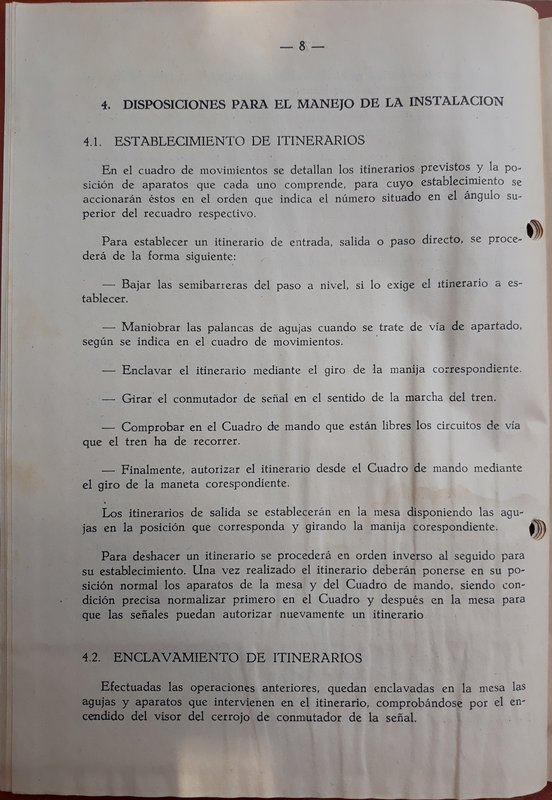 — 8 —
4. DISPOSICIONES PARA EL MANEJO DE LA INSTALACION
4.1. ESTABLECIMIENTO DE ITINERARIOS
En el cuadro de movimientos se detallan los itinerarios previstos y la po-
sición de aparatos que cada uno comprende, para cuyo establecimiento se
accionarán éstos en el orden que indica el número situado en el ángulo su-
perior del recuadro respectivo.
Para establecer un itinerario de entrada, salida o paso directo, se proce-
derá de la forma siguiente:
— Bajar las semibarreras del paso a nivel, si lo exige el itinerario a es-
tablecer.
— Maniobrar las palancas de agujas cuando se trate de vía de apartado,
según se indica en el cuadro de movimientos.
— Enclavar el itinerario mediante el giro de la manija correspondiente.
— Girar el conmutador de señal en el sentido de la marcha del tren.
— Comprobar en el Cuadro de mando que están libres los circuitos de vía
que el tren ha de recorrer.
— Finalmente, autorizar el itinerario desde el Cuadro de mando mediante
el giro de la maneta corespondiente.
Los itinerarios de salida se establecerán en la mesa disponiendo las agu-
jas en la posición que corresponda y girando la manija corespondiente.
Para deshacer un itinerario se procederá en orden inverso al seguido para
su establecimiento. Una vez realizado el itinerario deberán ponerse en su po-
sición normal los aparatos de la mesa y del Cuadro de mando, siendo con-
dición precisa normalizar primero en el Cuadro y después en la mesa para
que las señales puedan autorizar nuevamente un itinerario
4.2. ENCLAVAMIENTO DE ITINERARIOS
Efectuadas las operaciones anteriores, quedan enclavadas en la mesa las
agujas y aparatos que intervienen en el itinerario, comprobándose por el en-
cendido del visor del cerrojo de conmutador de la señal.